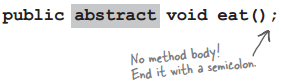 public abstract void eat();
No method body!
End it with a semicolon.